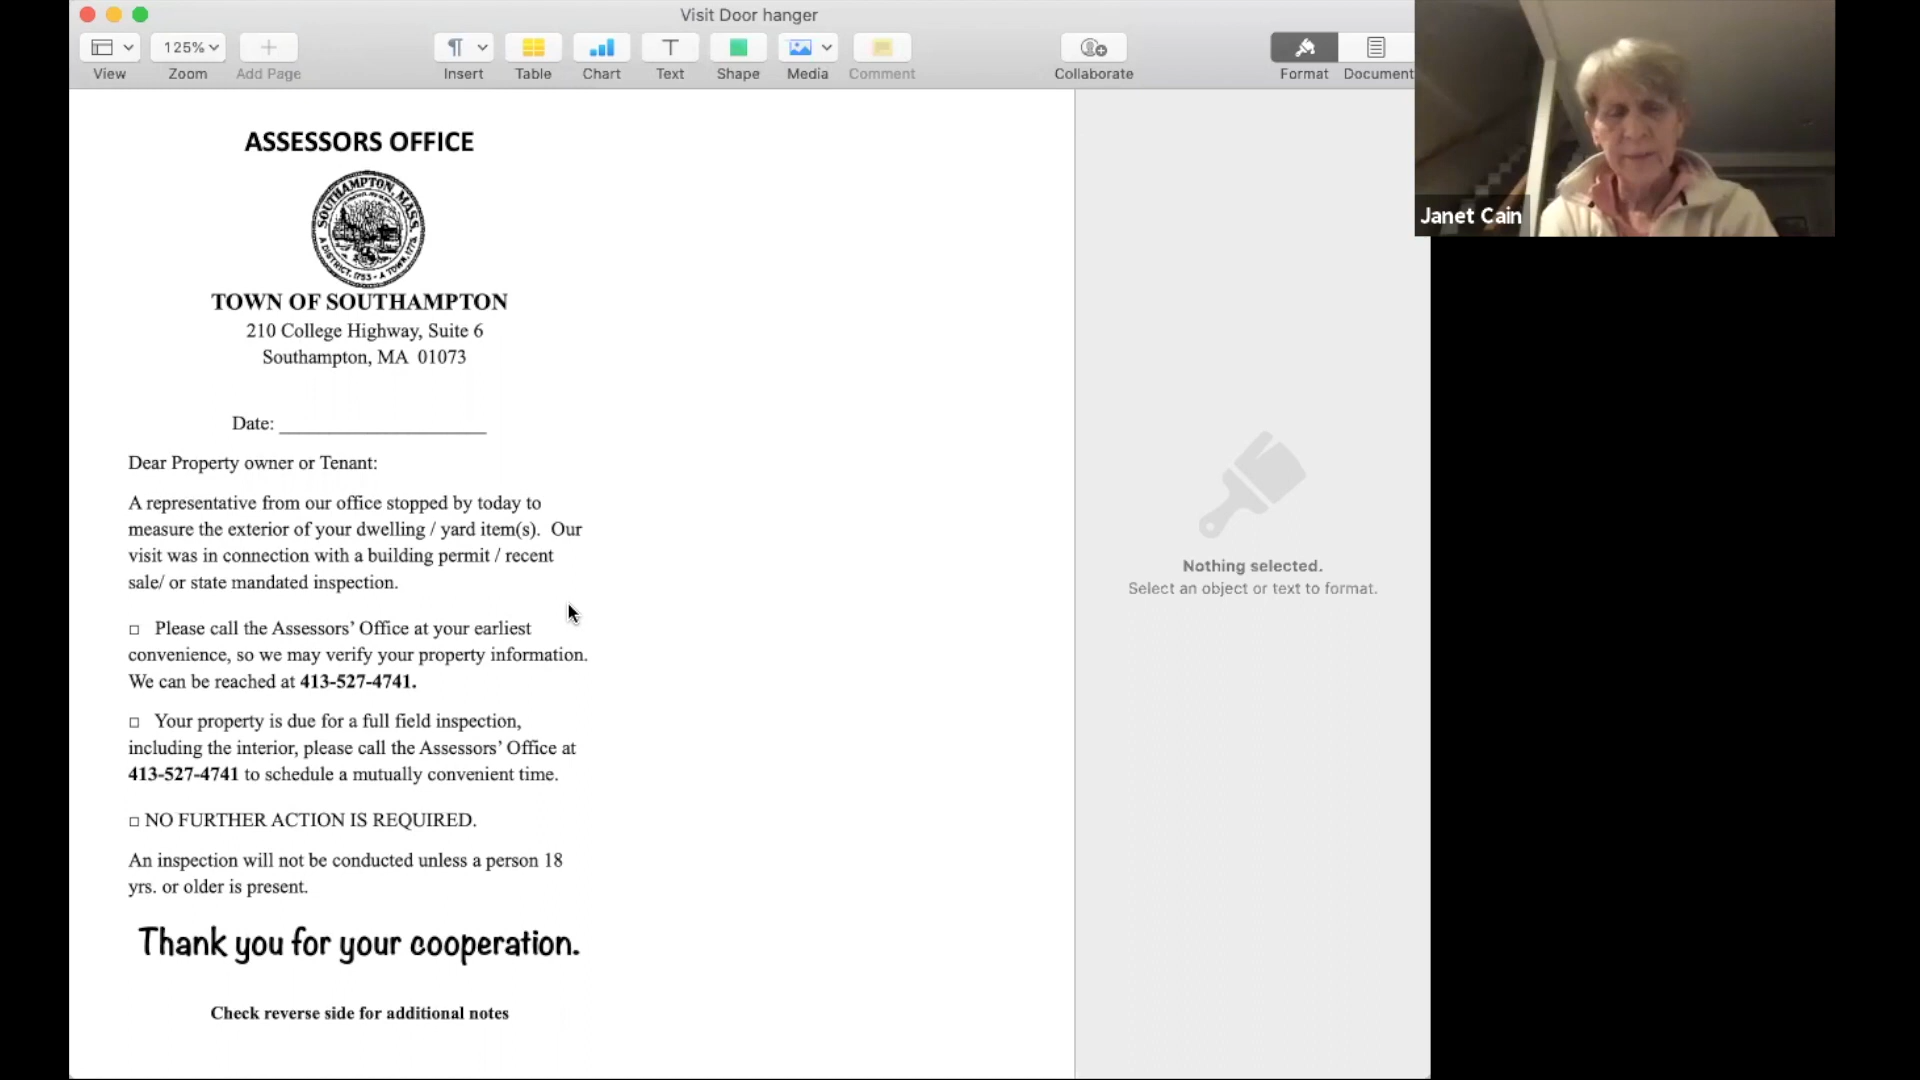 Visit Door hanger
125%
View
Zoom
Add Page
Insert
Table
Chart
Text
Shape
Media
Comment
Collaborate
Format
Document
Janet Cain
ASSESSORS OFFICE
SOUTHAMPTON, MASS.
A DISTRICT, 1753 - A TOWN, 1775
TOWN OF SOUTHAMPTON
210 College Highway, Suite 6
Southampton, MA 01073
Date: _____________________
Dear Property owner or Tenant:
A representative from our office stopped by today to
measure the exterior of your dwelling / yard item(s). Our
visit was in connection with a building permit / recent
sale/ or state mandated inspection.
□ Please call the Assessors’ Office at your earliest
convenience, so we may verify your property information.
We can be reached at 413-527-4741.
□ Your property is due for a full field inspection,
including the interior, please call the Assessors’ Office at
413-527-4741 to schedule a mutually convenient time.
□ NO FURTHER ACTION IS REQUIRED.
An inspection will not be conducted unless a person 18
yrs. or older is present.
Thank you for your cooperation.
Check reverse side for additional notes
Nothing selected.
Select an object or text to format.